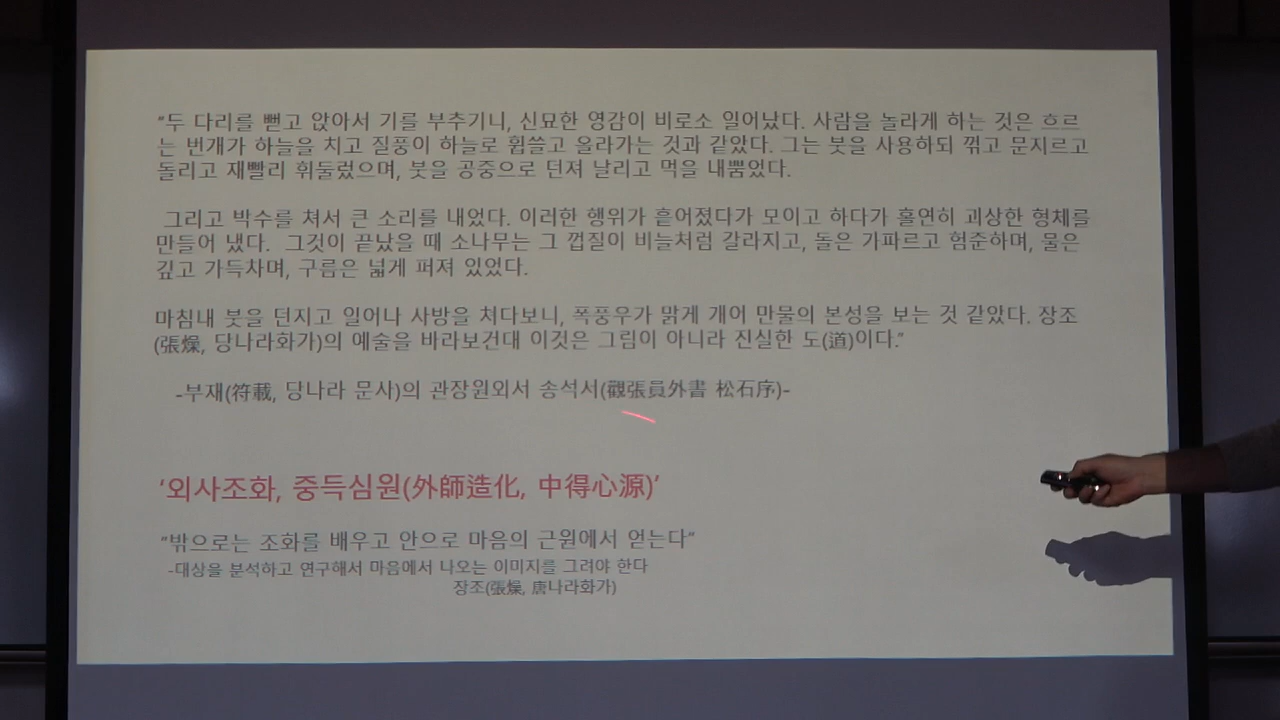 “두 다리를 뻗고 앉아서 기를 부추기니, 신묘한 영감이 비로소 일어났다. 사람을 놀라게 하는 것은 흐르
는 번개가 하늘을 치고 질풍이 하늘로 휩쓸고 올라가는 것과 같았다. 그는 붓을 사용하되 꺾고 문지르고
돌리고 재빨리 휘둘렀으며, 붓을 공중으로 던져 날리고 먹을 내뿜었다.
그리고 박수를 쳐서 큰 소리를 내었다. 이러한 행위가 흩어졌다가 모이고 하다가 홀연히 괴상한 형체를
만들어 냈다. 그것이 끝났을 때 소나무는 그 껍질이 비늘처럼 갈라지고, 돌은 가파르고 험준하며, 물은
깊고 가득차며, 구름은 넓게 퍼져 있었다.
마침내 붓을 던지고 일어나 사방을 쳐다보니, 폭풍우가 맑게 개어 만물의 본성을 보는 것 같았다. 장조
(張燥, 당나라화가)의 예술을 바라보건대 이것은 그림이 아니라 진실한 도(道)이다.”
-부재(符載, 당나라 문사)의 관장원외서 송석서(觀張員外書 松石序)-
‘외사조화, 중득심원(外師造化, 中得心源)’
“밖으로는 조화를 배우고 안으로 마음의 근원에서 얻는다”
-대상을 분석하고 연구해서 마음에서 나오는 이미지를 그려야 한다
장조(張燥, 唐나라화가)